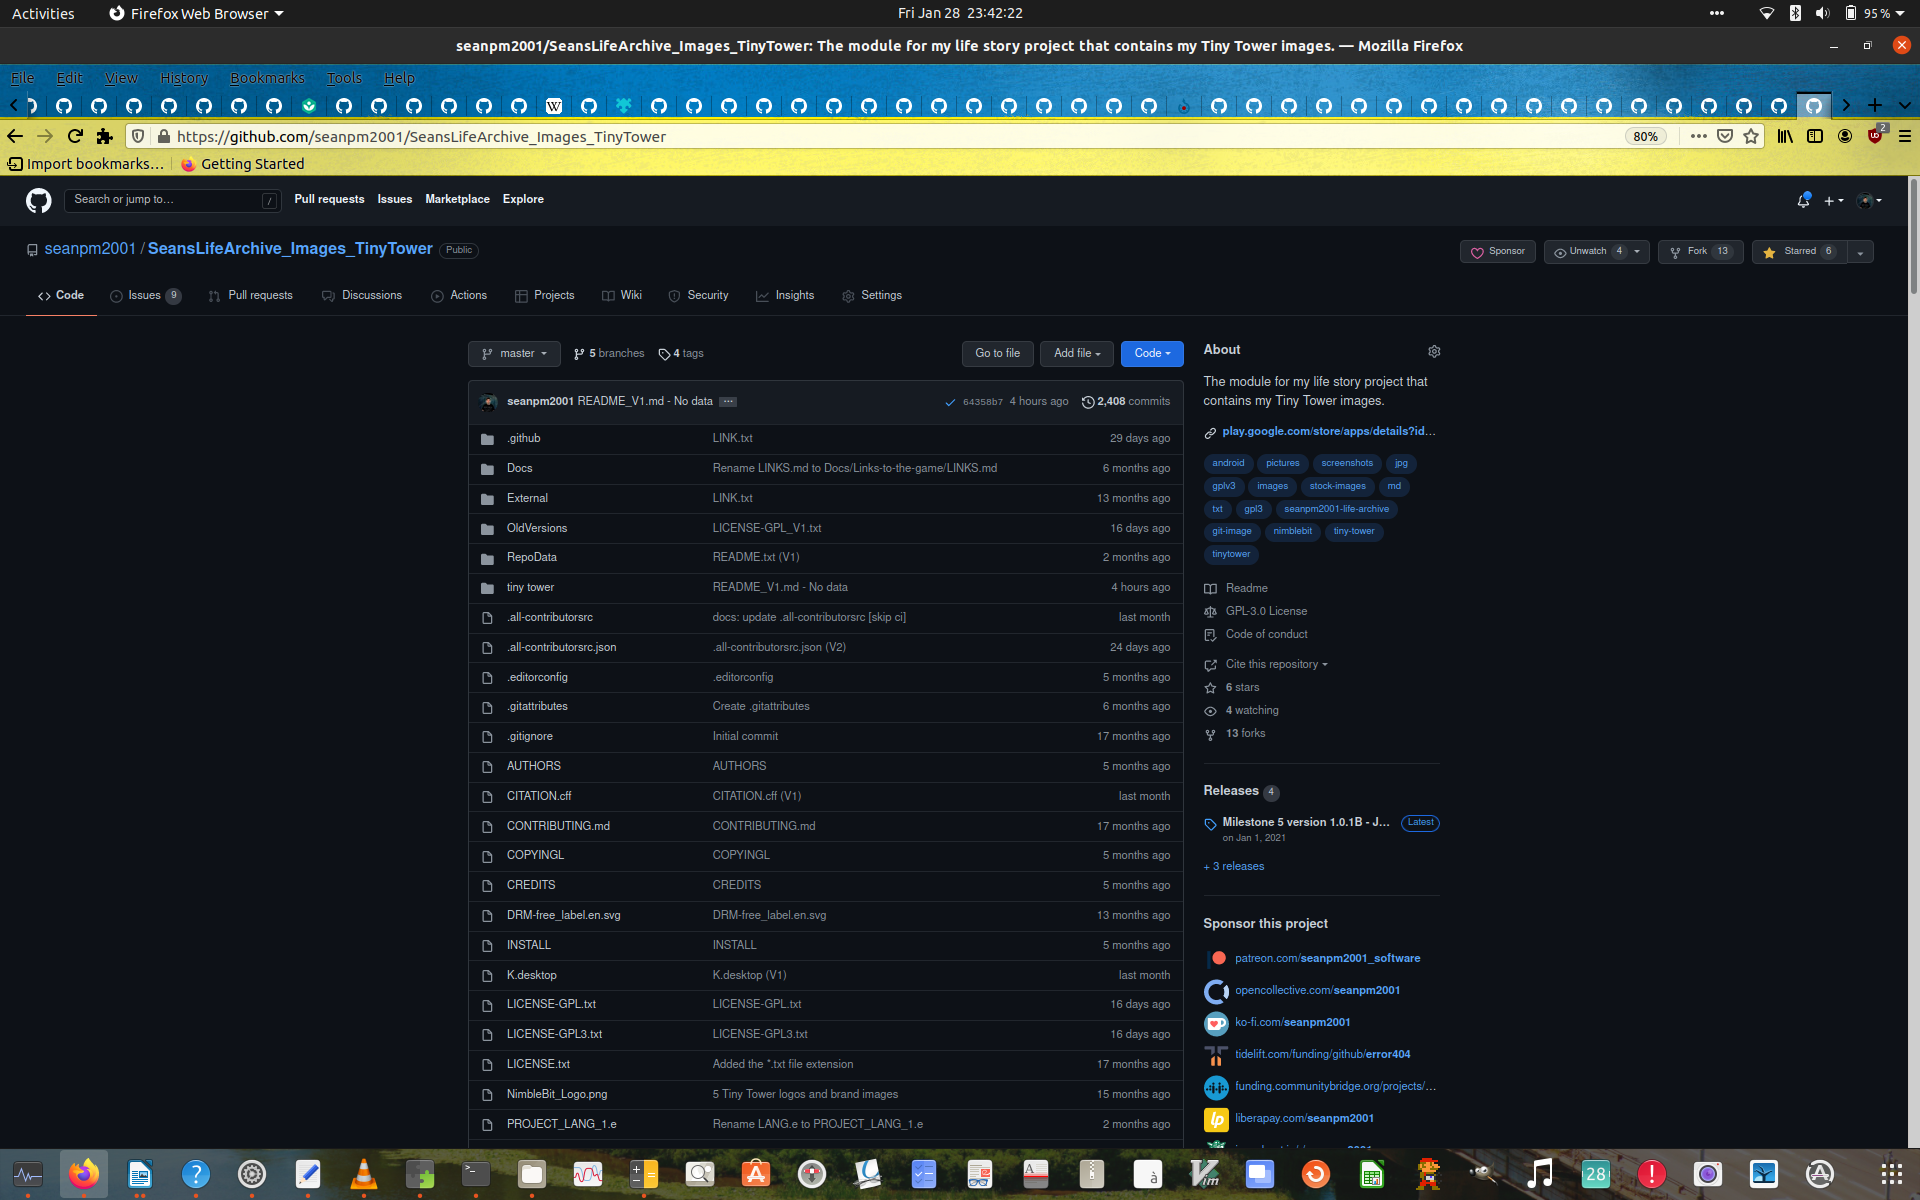 Activities Firefox Web Browser Fri Jan 28 23:42:22 95%
seanpm2001/SeansLifeArchive_Images_TinyTower: The module for my life story project that contains my Tiny Tower images. — Mozilla Firefox
File Edit View History Bookmarks Tools Help
https://github.com/seanpm2001/SeansLifeArchive_Images_TinyTower 80% 2
Import bookmarks… Getting Started
Search or jump to… / Pull requests Issues Marketplace Explore
seanpm2001 / SeansLifeArchive_Images_TinyTower Public Sponsor Unwatch 4 Fork 13 Starred 6
Code Issues 9 Pull requests Discussions Actions Projects Wiki Security Insights Settings
master 5 branches 4 tags Go to file Add file Code
seanpm2001 README_V1.md - No data 64358b7 4 hours ago 2,408 commits
.github LINK.txt 29 days ago
Docs Rename LINKS.md to Docs/Links-to-the-game/LINKS.md 6 months ago
External LINK.txt 13 months ago
OldVersions LICENSE-GPL_V1.txt 16 days ago
RepoData README.txt (V1) 2 months ago
tiny tower README_V1.md - No data 4 hours ago
.all-contributorsrc docs: update .all-contributorsrc [skip ci] last month
.all-contributorsrc.json .all-contributorsrc.json (V2) 24 days ago
.editorconfig .editorconfig 5 months ago
.gitattributes Create .gitattributes 6 months ago
.gitignore Initial commit 17 months ago
AUTHORS AUTHORS 5 months ago
CITATION.cff CITATION.cff (V1) last month
CONTRIBUTING.md CONTRIBUTING.md 17 months ago
COPYINGL COPYINGL 5 months ago
CREDITS CREDITS 5 months ago
DRM-free_label.en.svg DRM-free_label.en.svg 13 months ago
INSTALL INSTALL 5 months ago
K.desktop K.desktop (V1) last month
LICENSE-GPL.txt LICENSE-GPL.txt 16 days ago
LICENSE-GPL3.txt LICENSE-GPL3.txt 16 days ago
LICENSE.txt Added the *.txt file extension 17 months ago
NimbleBit_Logo.png 5 Tiny Tower logos and brand images 15 months ago
PROJECT_LANG_1.e Rename LANG.e to PROJECT_LANG_1.e 2 months ago
About
The module for my life story project that
contains my Tiny Tower images.
play.google.com/store/apps/details?id…
android pictures screenshots jpg
gplv3 images stock-images md
txt gpl3 seanpm2001-life-archive
git-image nimblebit tiny-tower
tinytower
Readme
GPL-3.0 License
Code of conduct
Cite this repository
6 stars
4 watching
13 forks
Releases 4
Milestone 5 version 1.0.1B - J… Latest
on Jan 1, 2021
+ 3 releases
Sponsor this project
patreon.com/seanpm2001_software
opencollective.com/seanpm2001
ko-fi.com/seanpm2001
tidelift.com/funding/github/error404
funding.communitybridge.org/projects/…
lp liberapay.com/seanpm2001
28